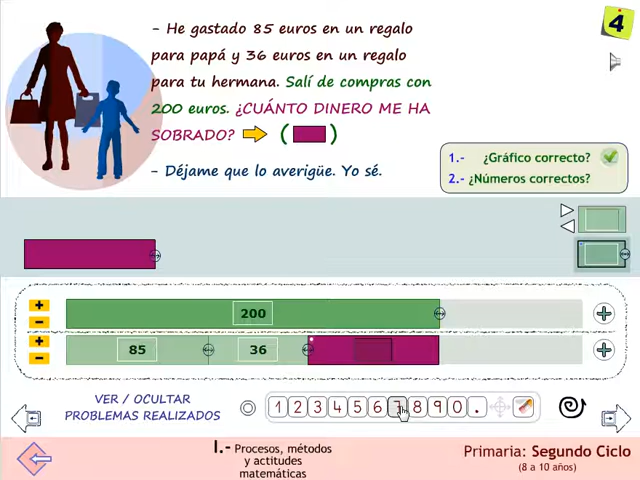 - He gastado 85 euros en un regalo
para papá y 36 euros en un regalo
para tu hermana. Salí de compras con
200 euros. ¿CUÁNTO DINERO ME HA
SOBRADO? ( )
- Déjame que lo averigüe. Yo sé.
4
1.- ¿Gráfico correcto?
2.- ¿Números correctos?
+
200
+
-
+
85
36
+
-
VER / OCULTAR
PROBLEMAS REALIZADOS
1 2 3 4 5 6 7 8 9 0 .
I.- Procesos, métodos
y actitudes
matemáticas
Primaria: Segundo Ciclo
(8 a 10 años)